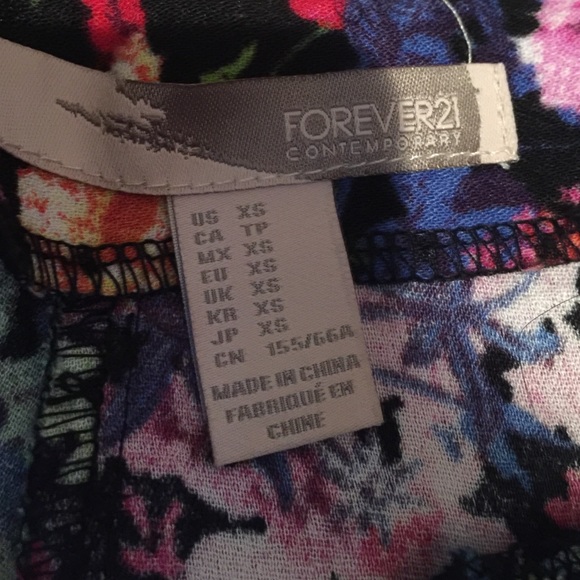 FOREVER21
CONTEMPORARY
US XS
CA TP
MX XS
EU XS
UK XS
KR XS
JP XS
CN 155/66A
MADE IN CHINA
FABRIQUÉ EN
CHINE